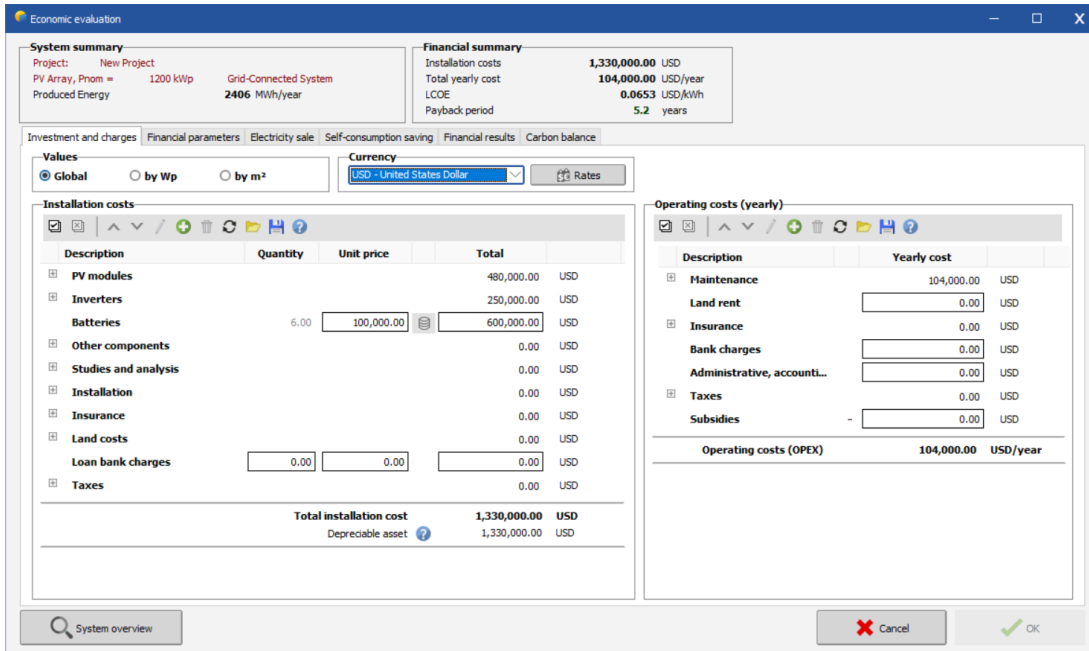 Economic evaluation
System summary
Project: New Project
PV Array, Pnom = 1200 kWp Grid-Connected System
Produced Energy 2406 MWh/year
Financial summary
Installation costs 1,330,000.00 USD
Total yearly cost 104,000.00 USD/year
LCOE 0.0653 USD/kWh
Payback period 5.2 years
Investment and charges Financial parameters Electricity sale Self-consumption saving Financial results Carbon balance
Values
Global by Wp by m²
Currency
USD - United States Dollar Rates
Installation costs
Description Quantity Unit price Total
PV modules 480,000.00 USD
Inverters 250,000.00 USD
Batteries 6.00 100,000.00 600,000.00 USD
Other components 0.00 USD
Studies and analysis 0.00 USD
Installation 0.00 USD
Insurance 0.00 USD
Land costs 0.00 USD
Loan bank charges 0.00 0.00 0.00 USD
Taxes 0.00 USD
Total installation cost 1,330,000.00 USD
Depreciable asset 1,330,000.00 USD
Operating costs (yearly)
Description Yearly cost
Maintenance 104,000.00 USD
Land rent 0.00 USD
Insurance 0.00 USD
Bank charges 0.00 USD
Administrative, accounti... 0.00 USD
Taxes 0.00 USD
Subsidies - 0.00 USD
Operating costs (OPEX) 104,000.00 USD/year
System overview Cancel OK